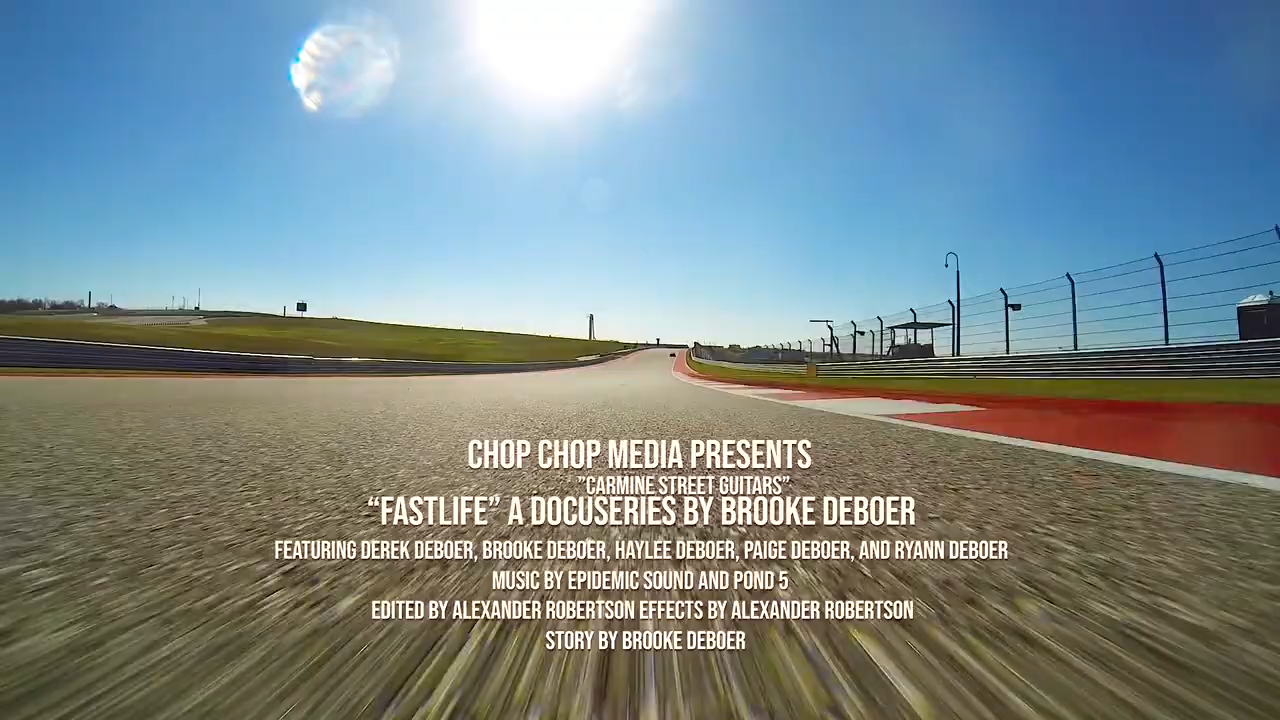 CHOP CHOP MEDIA PRESENTS
"CARMINE STREET GUITARS"
“FASTLIFE” A DOCUSERIES BY BROOKE DEBOER
FEATURING DEREK DEBOER, BROOKE DEBOER, HAYLEE DEBOER, PAIGE DEBOER, AND RYANN DEBOER
MUSIC BY EPIDEMIC SOUND AND POND 5
EDITED BY ALEXANDER ROBERTSON EFFECTS BY ALEXANDER ROBERTSON
STORY BY BROOKE DEBOER